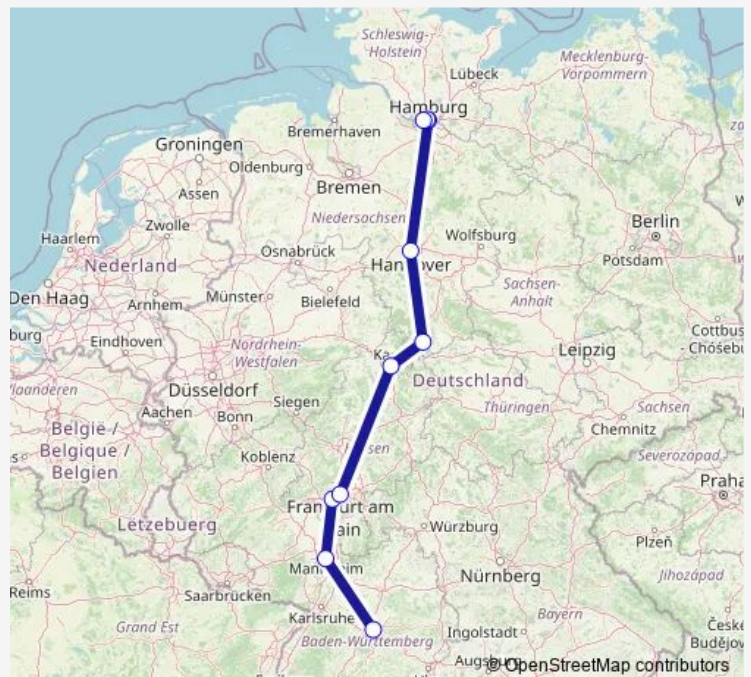 Schleswig-
Holstein
Mecklenburg-
Vorpommern
Lübeck
Hamburg
Bremerhaven
Groningen
Oldenburg
Assen
Bremen
Niedersachsen
Zwolle
Berlin
Wolfsburg
Haarlem
Osnabrück
Potsdam
Nederland
Sachsen-
Anhalt
Den Haag
Arnhem
Münster
Bielefeld
burg
Eindhoven
Nordrhein-
Westfalen
Leipzig
Cottbus
- Chóśebuz
Düsseldorf
Deutschland
Aachen
Siegen
Thüringen
Sachsen
Bonn
België /
Belgique /
Belgien
Chemnitz
Koblenz
Severozápad
Praha
Lëtzebuerg
Würzburg
Plzeň
Nürnberg
Jihozápad
Reims
Saarbrücken
Karlsruhe
Grand Est
Bayern
Baden-Württemberg
Ingolstadt
České
Budějov
© OpenStreetMap contributors